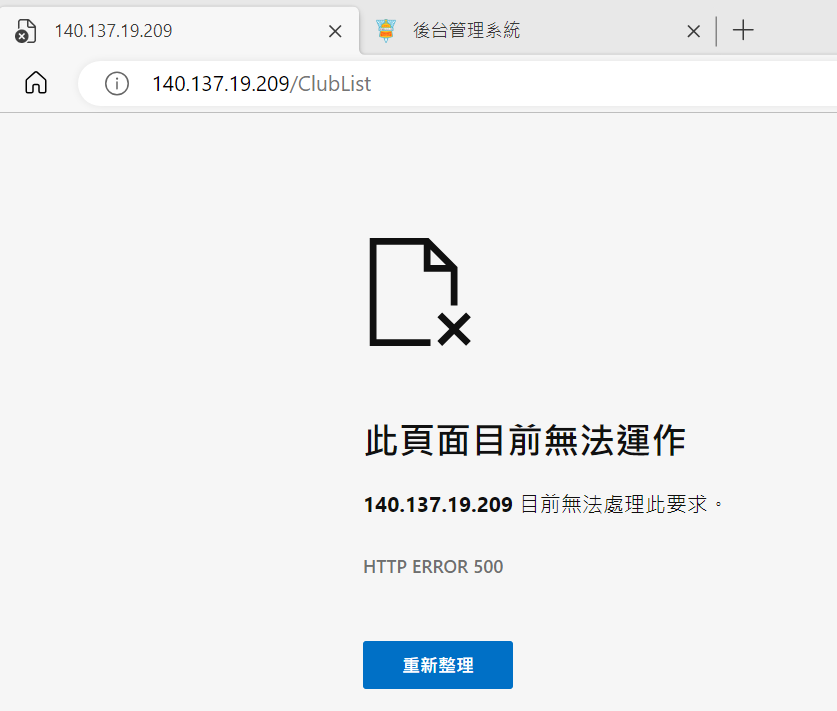 140.137.19.209
後台管理系統
140.137.19.209/ClubList
此頁面目前無法運作
140.137.19.209 目前無法處理此要求。
HTTP ERROR 500
重新整理